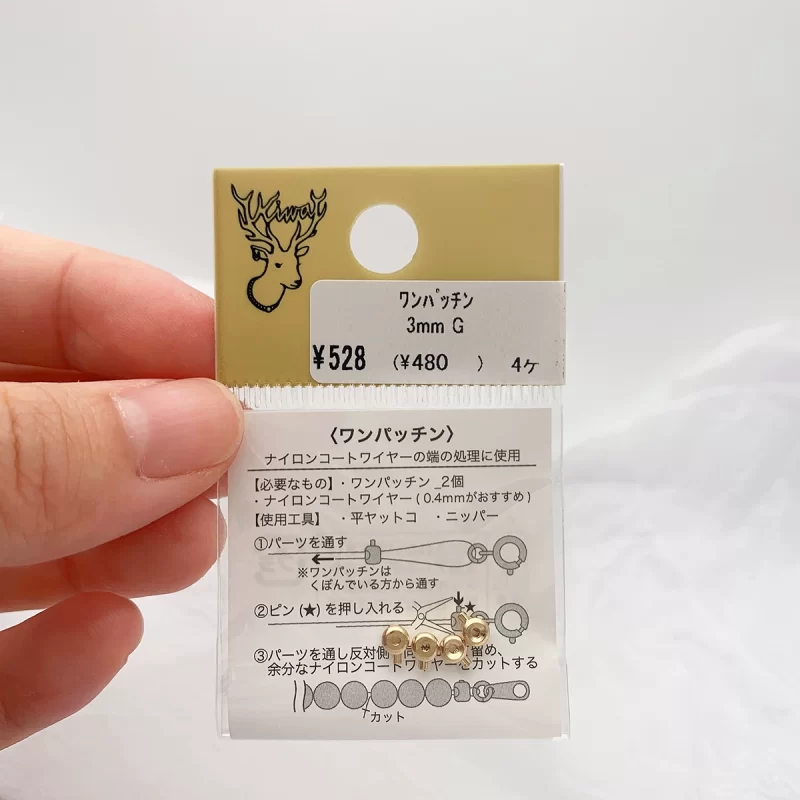 Kiwa
ワンパッチン
3mm G
¥528 (¥480 ) 4ケ
〈ワンパッチン〉
ナイロンコートワイヤーの端の処理に使用
【必要なもの】・ワンパッチン _2個
・ナイロンコートワイヤー ( 0.4mmがおすすめ )
【使用工具】 ・平ヤットコ ・ニッパー
①パーツを通す
※ワンパッチンは
くぼんでいる方から通す
②ピン (★) を押し入れる
★
③パーツを通し反対側 留め、
余分なナイロンコートワイヤーをカットする
カット